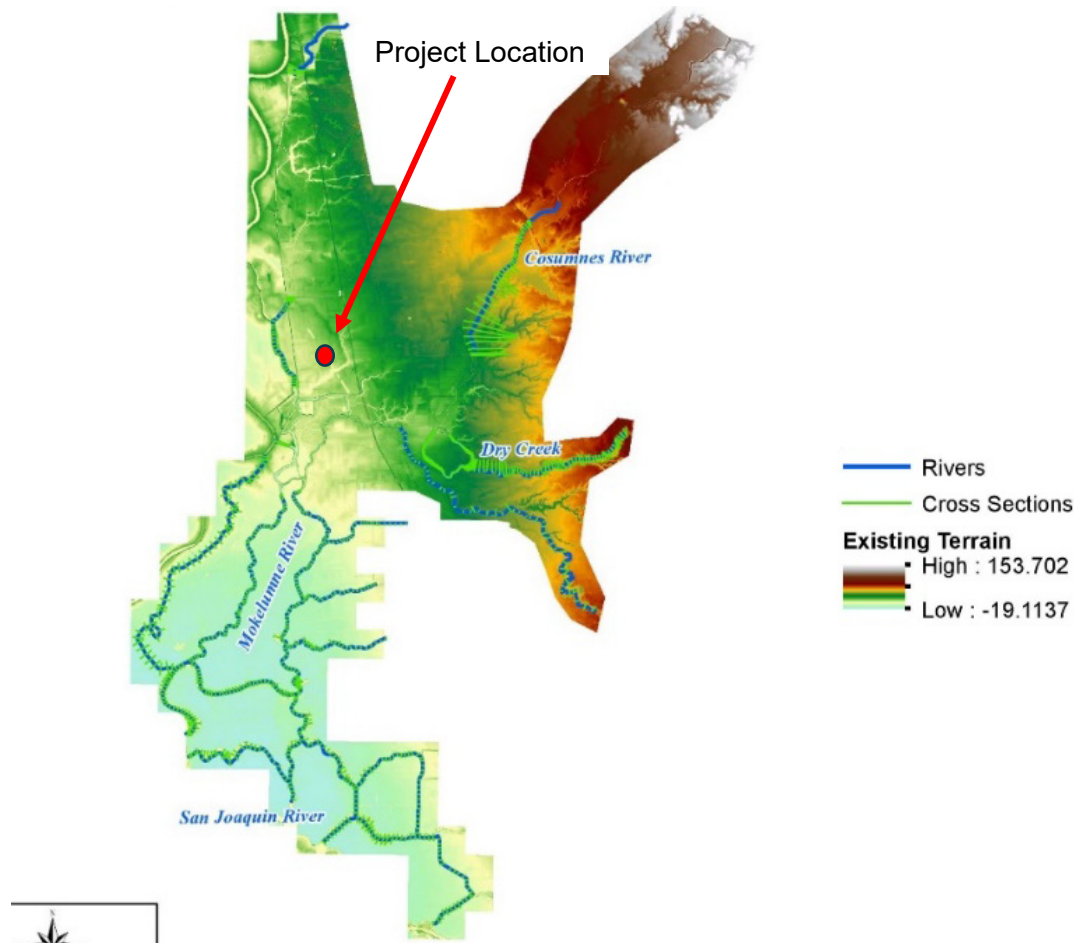 Project Location
Cosumnes River
Dry Creek
Mokelumne River
San Joaquin River
Rivers
Cross Sections
Existing Terrain
High : 153.702
Low : -19.1137
N